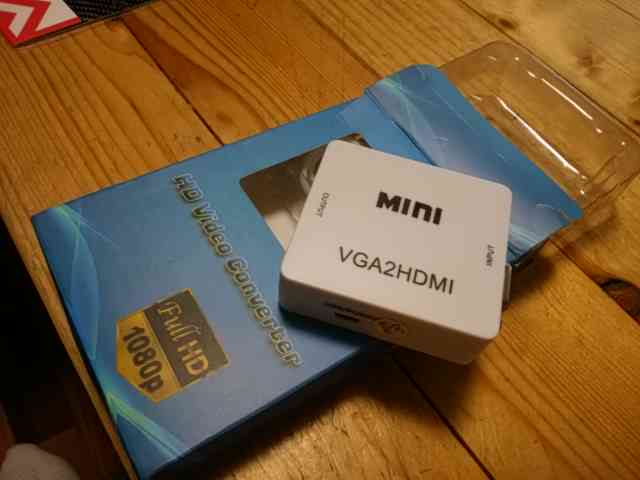 HD Video Converter
Full HD
1080p
MINI
OUTPUT
INPUT
VGA2HDMI